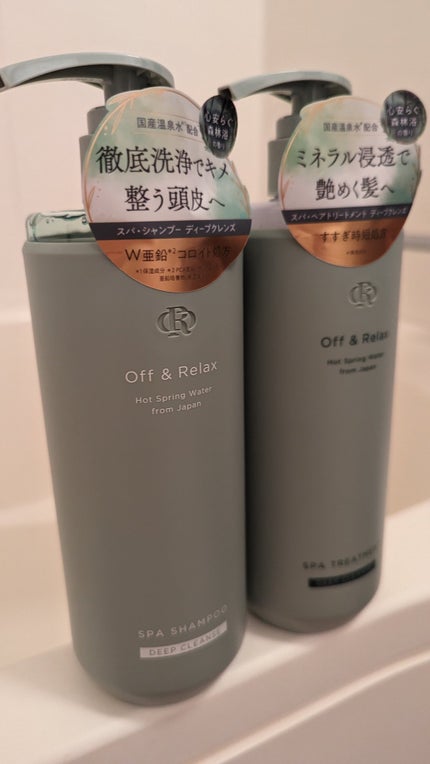 心安らぐ
森林浴
の香り
国産温泉水*1配合
徹底洗浄でキメ
整う頭皮へ
スパ・シャンプー ディープクレンズ
W亜鉛*2コロイド処方
Off & Relax
Hot Spring Water
from Japan
SPA SHAMPOO
DEEP CLEANSE
心安らぐ
森林浴
の香り
国産温泉水*配合
ミネラル浸透で
艶めく髪へ
スパ・ヘアトリートメント ディープクレンズ
すすぎ時短処方
Off & Relax
Hot Spring Water
from Japan
SPA TREATMENT